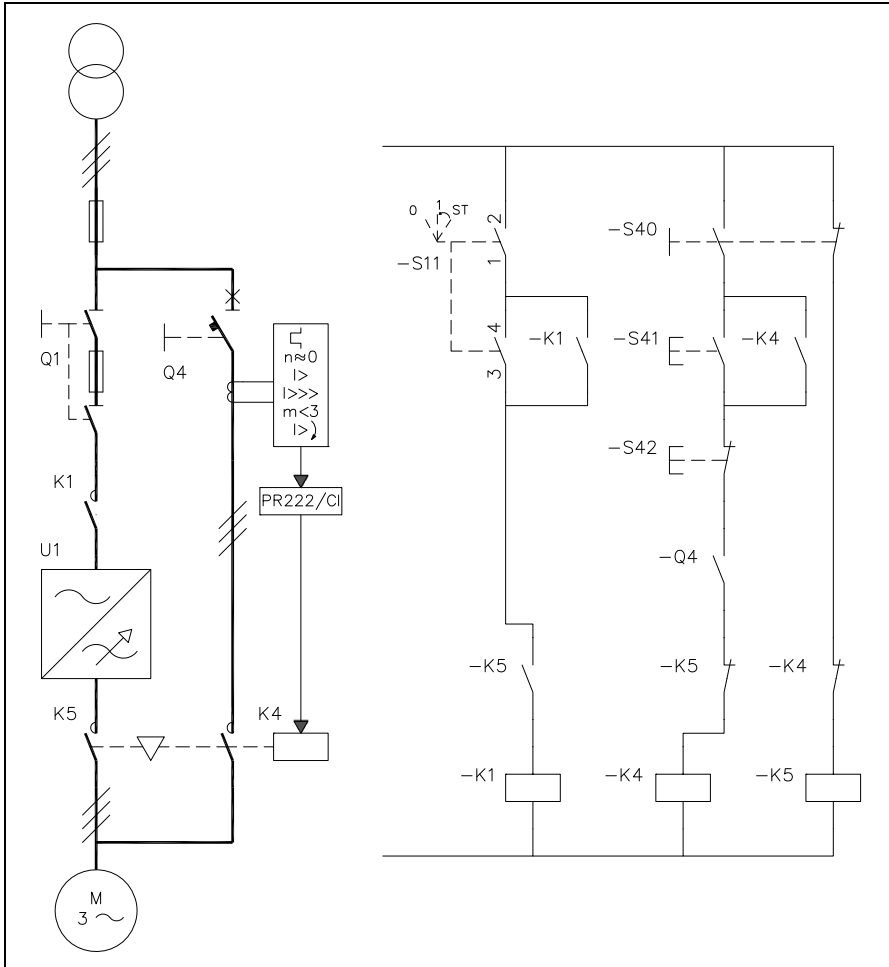 0 1 ST
2
-S11
1
4
3
-K1
-S40
-S41
-K4
-S42
-Q4
-K5
-K5
-K4
-K1
-K4
-K5
Q1
Q4
n≈0
I>
I>>>
m<3
I>
PR222/CI
K1
U1
K5
K4
M
3 ~